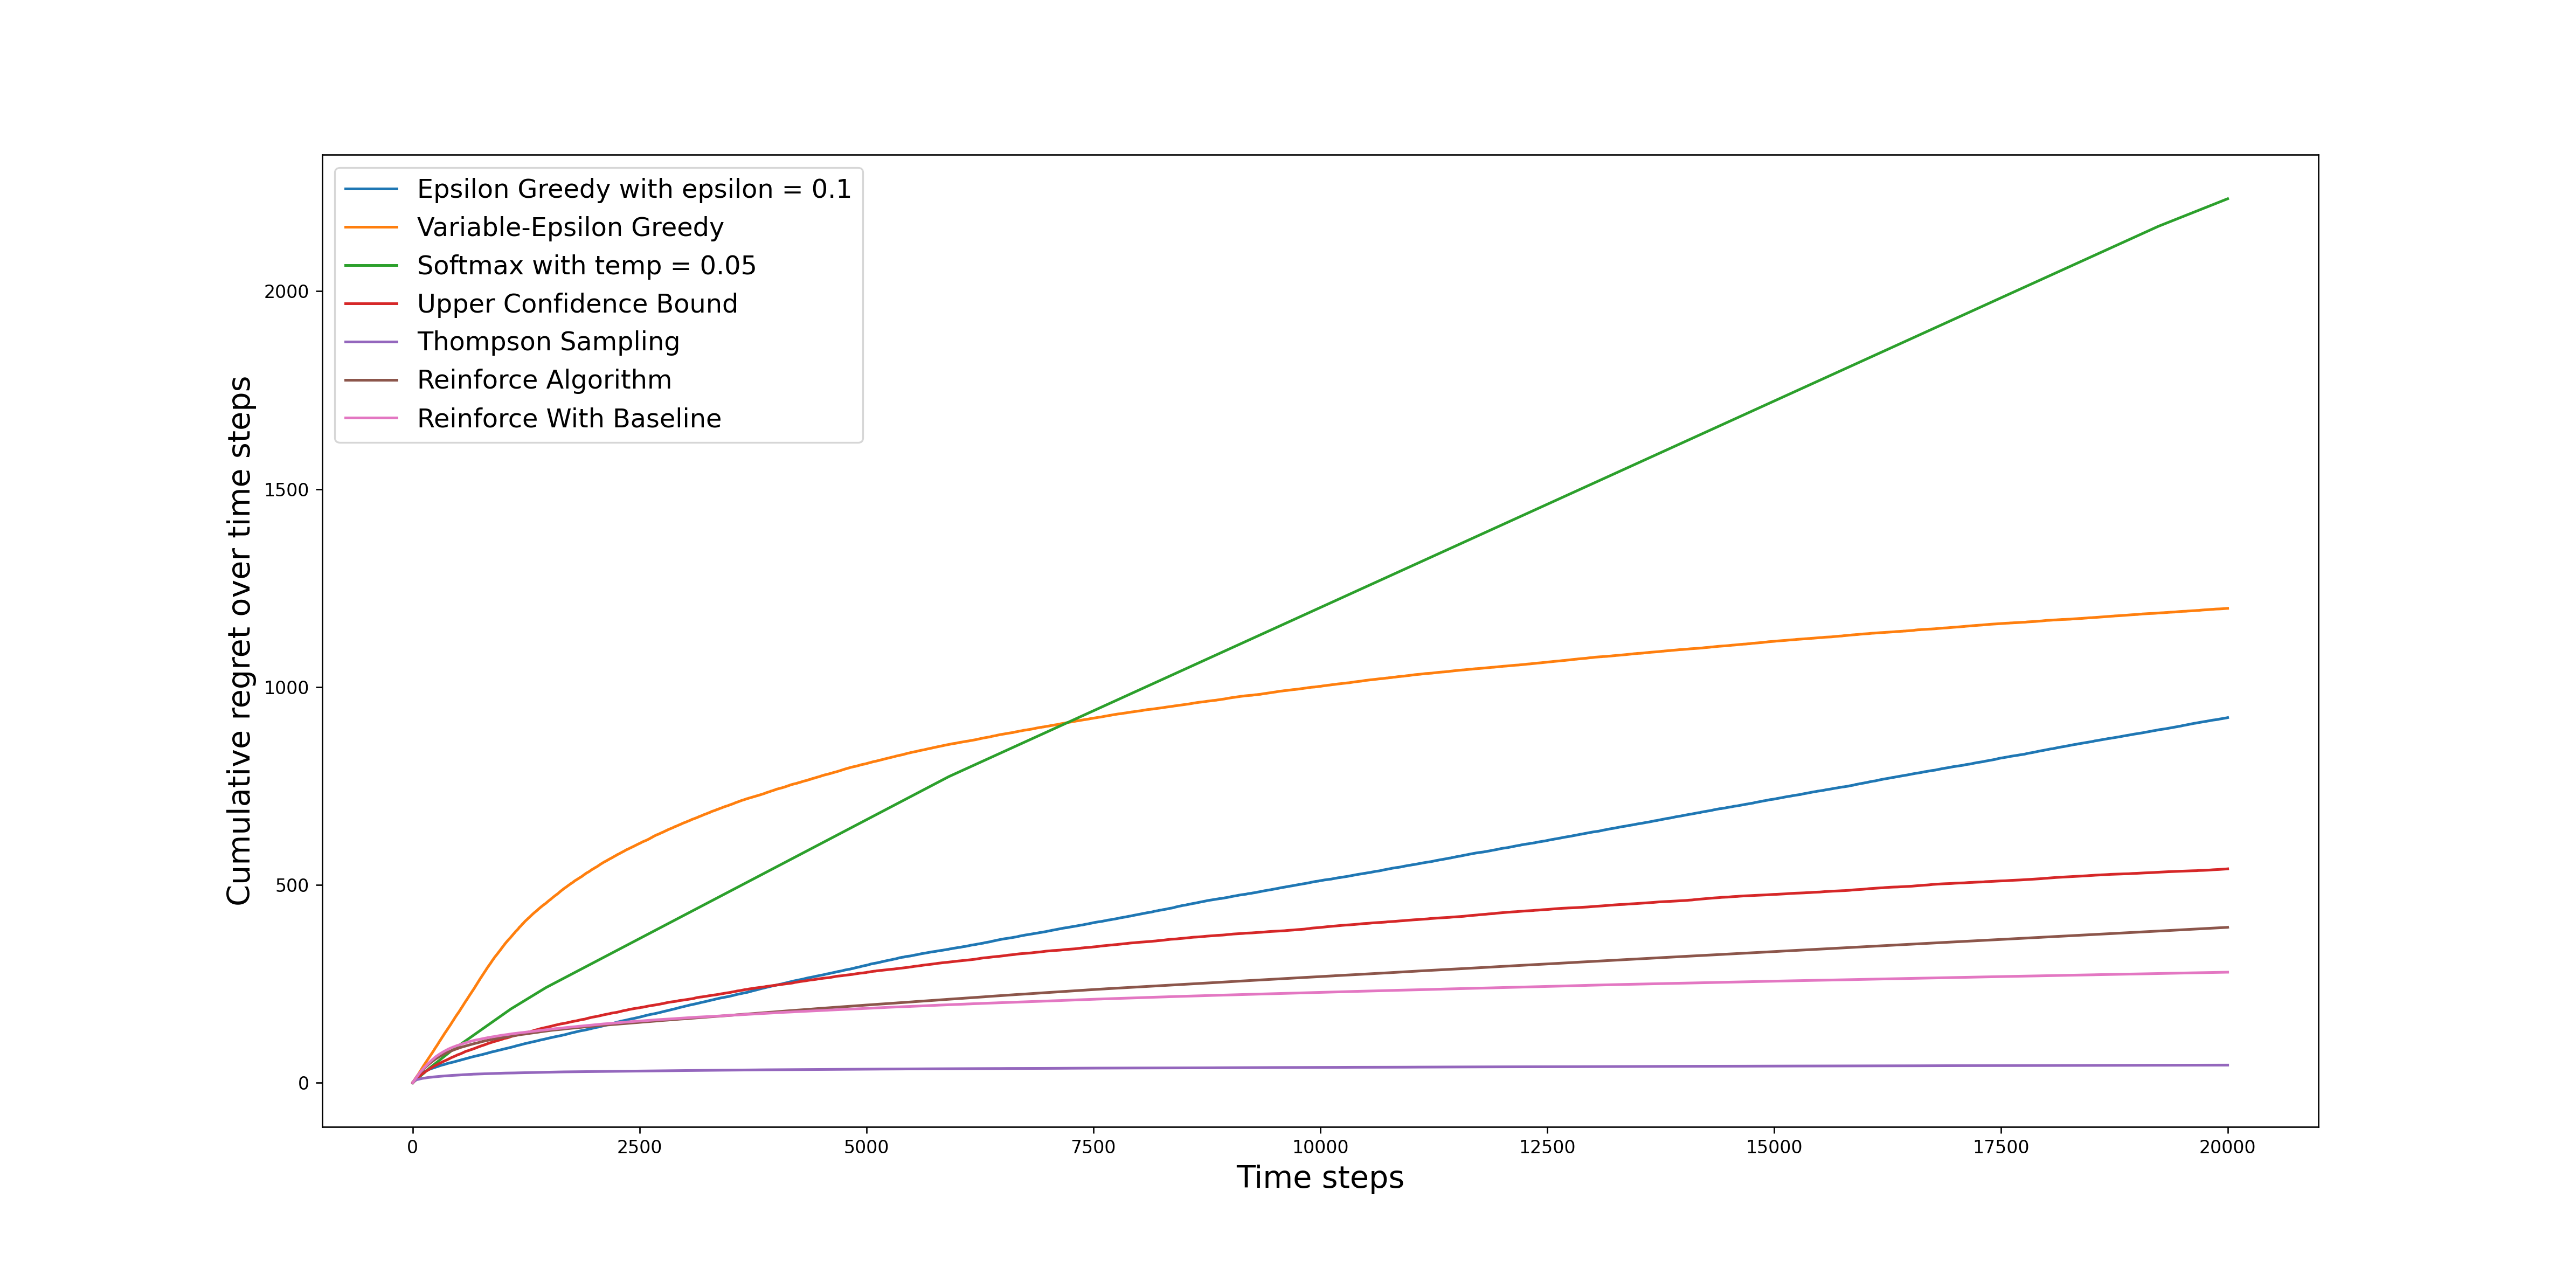 Epsilon Greedy with epsilon = 0.1
Variable-Epsilon Greedy
Softmax with temp = 0.05
Upper Confidence Bound
Thompson Sampling
Reinforce Algorithm
Reinforce With Baseline
Cumulative regret over time steps
2000
1500
1000
500
0
0 2500 5000 7500 10000 12500 15000 17500 20000
Time steps